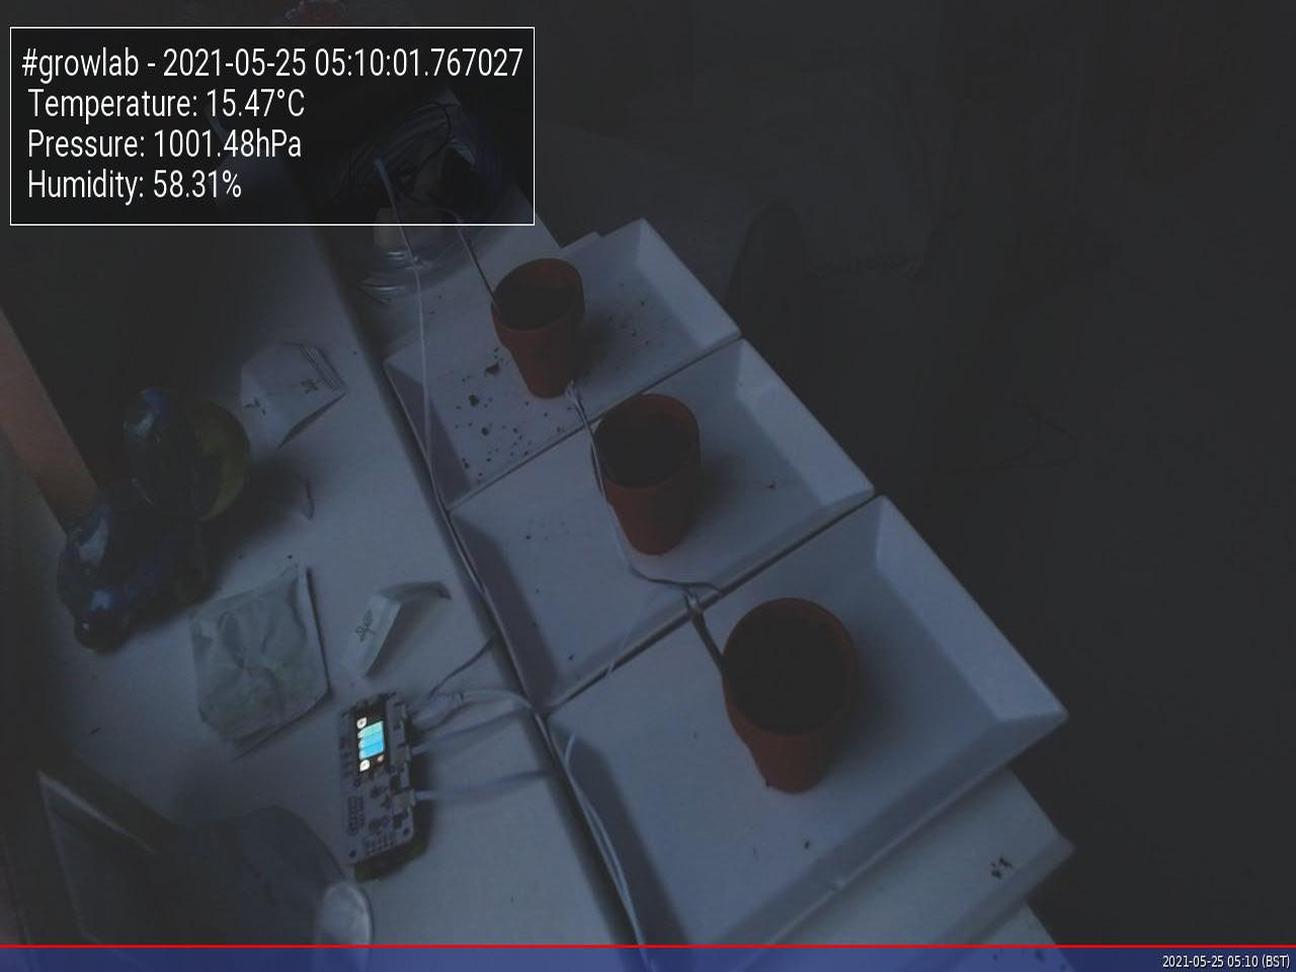 #growlab - 2021-05-25 05:10:01.767027
Temperature: 15.47°C
Pressure: 1001.48hPa
Humidity: 58.31%
2021-05-25 05:10 (BST)